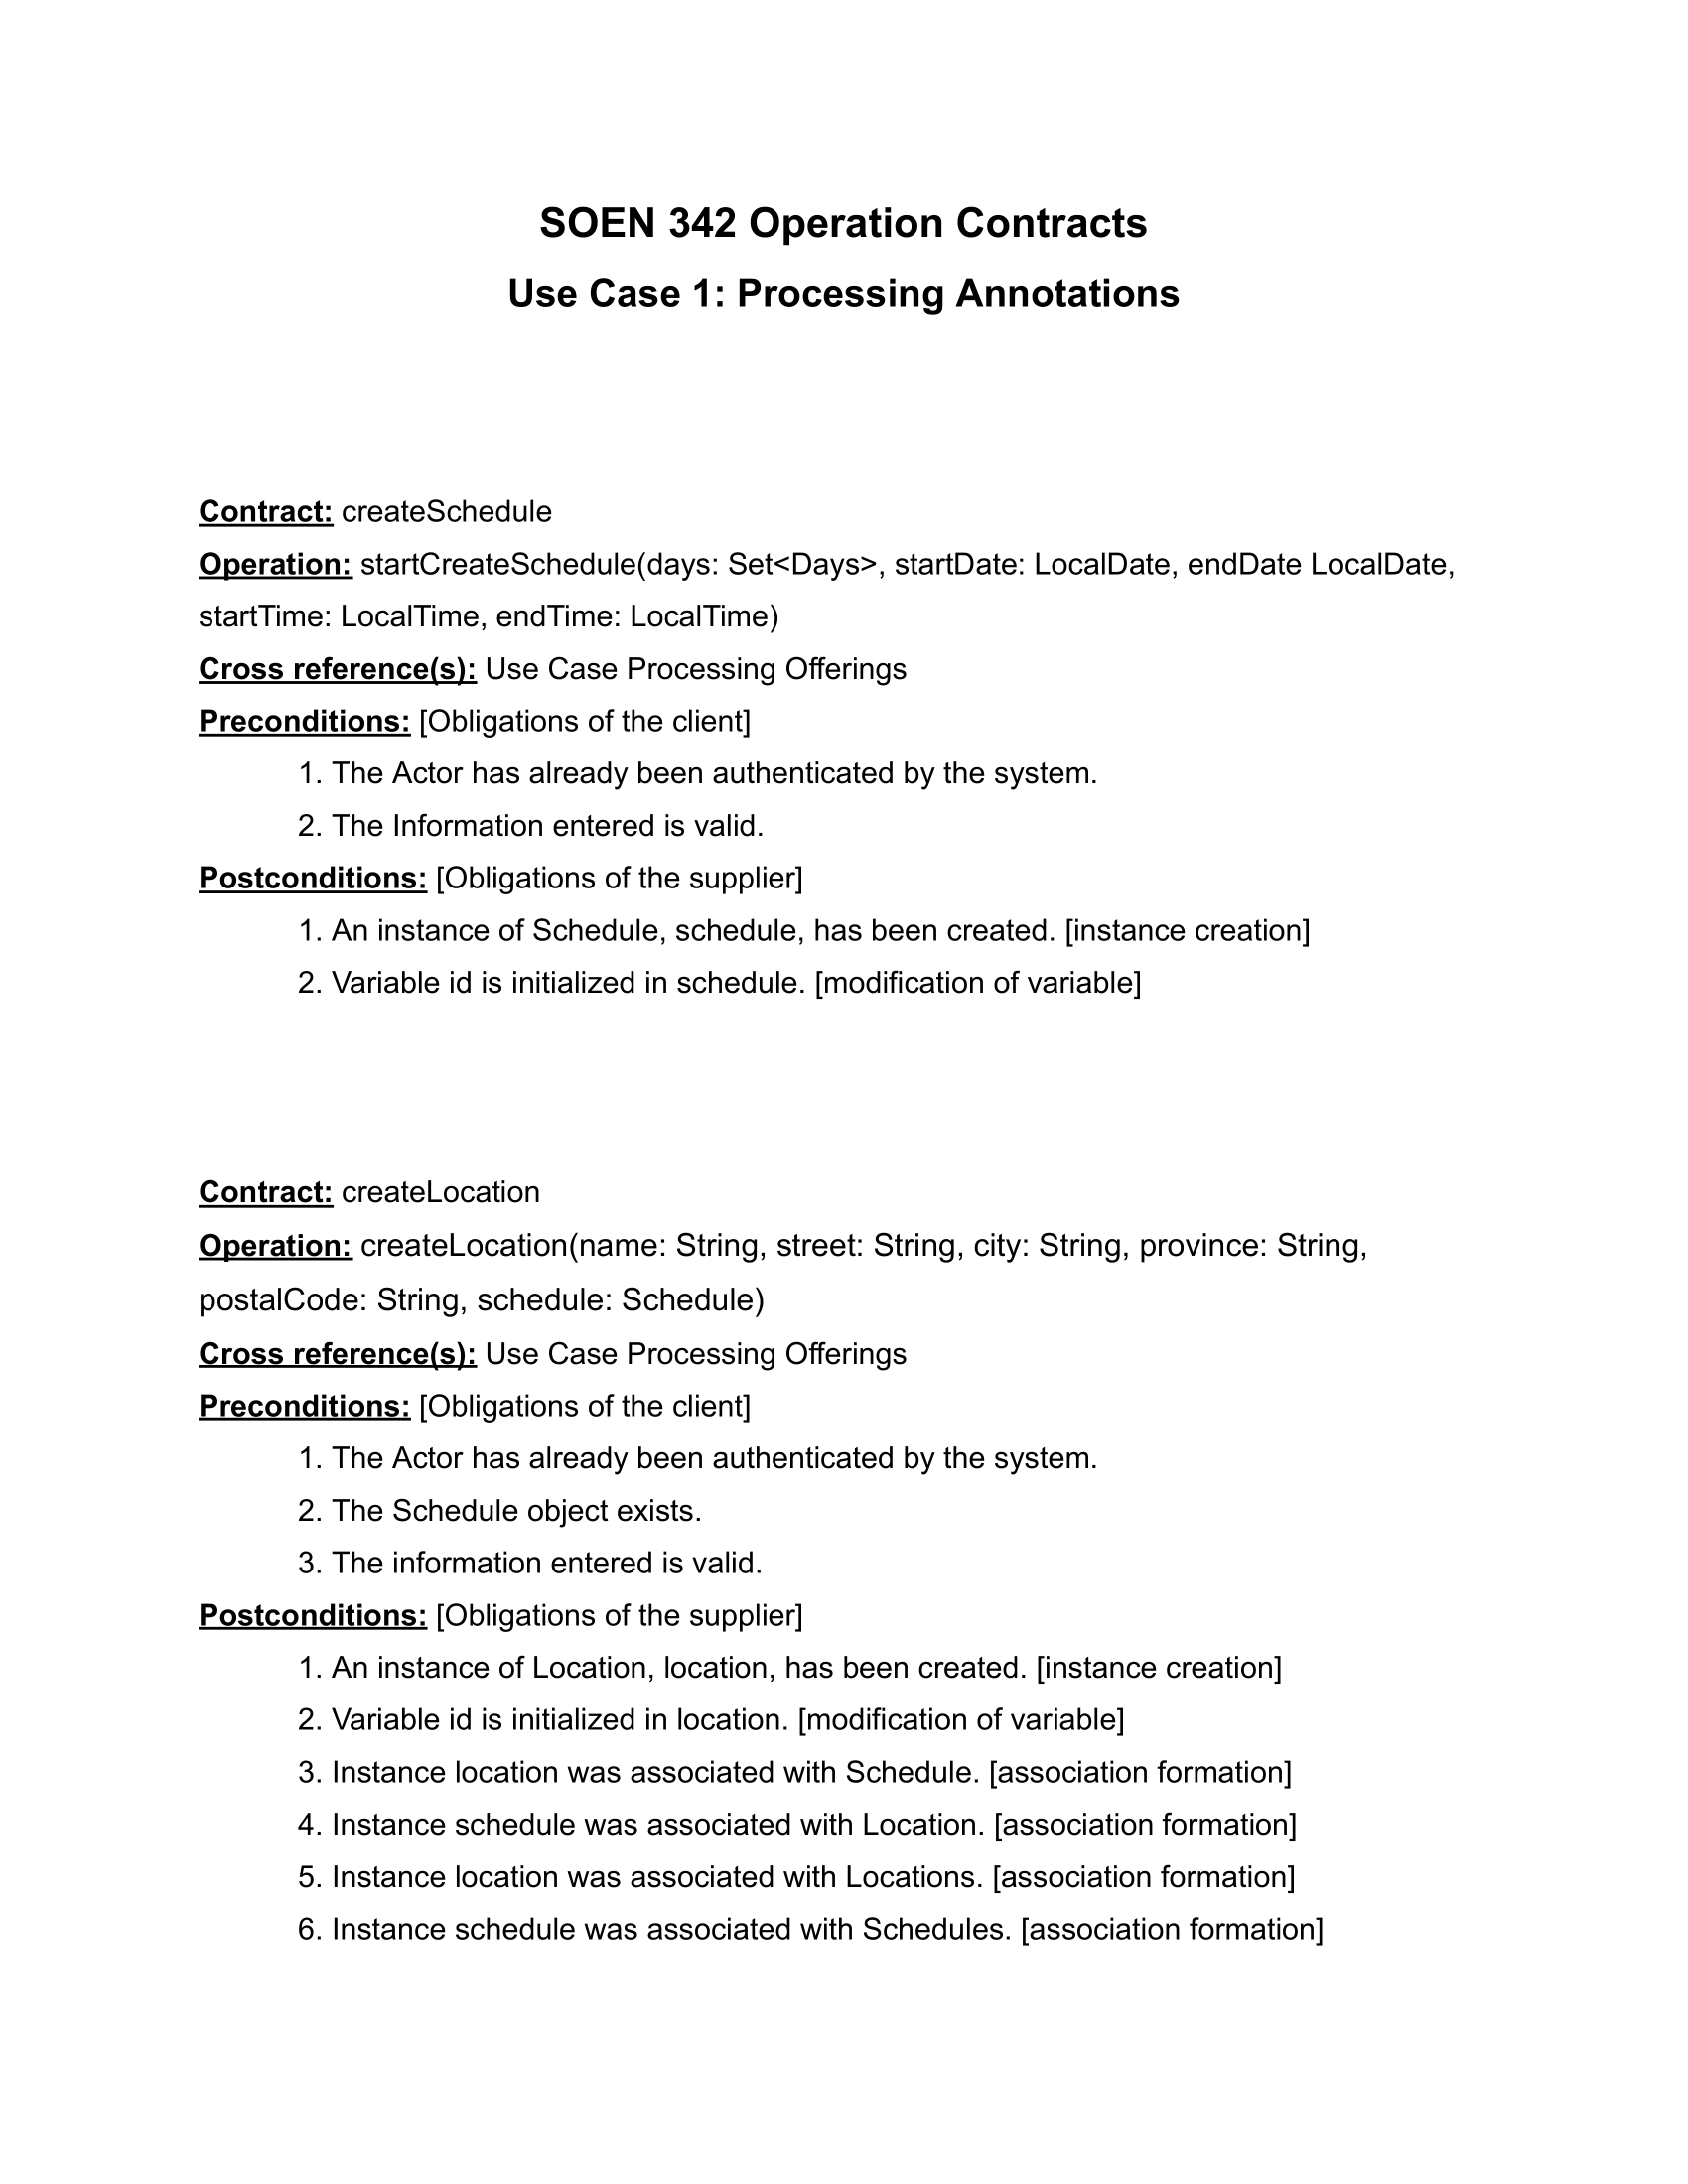 SOEN 342 Operation Contracts
Use Case 1: Processing Annotations
Contract: createSchedule
Operation: startCreateSchedule(days: Set<Days>, startDate: LocalDate, endDate LocalDate,
startTime: LocalTime, endTime: LocalTime)
Cross reference(s): Use Case Processing Offerings
Preconditions: [Obligations of the client]
1. The Actor has already been authenticated by the system.
2. The Information entered is valid.
Postconditions: [Obligations of the supplier]
1. An instance of Schedule, schedule, has been created. [instance creation]
2. Variable id is initialized in schedule. [modification of variable]
Contract: createLocation
Operation: createLocation(name: String, street: String, city: String, province: String,
postalCode: String, schedule: Schedule)
Cross reference(s): Use Case Processing Offerings
Preconditions: [Obligations of the client]
1. The Actor has already been authenticated by the system.
2. The Schedule object exists.
3. The information entered is valid.
Postconditions: [Obligations of the supplier]
1. An instance of Location, location, has been created. [instance creation]
2. Variable id is initialized in location. [modification of variable]
3. Instance location was associated with Schedule. [association formation]
4. Instance schedule was associated with Location. [association formation]
5. Instance location was associated with Locations. [association formation]
6. Instance schedule was associated with Schedules. [association formation]